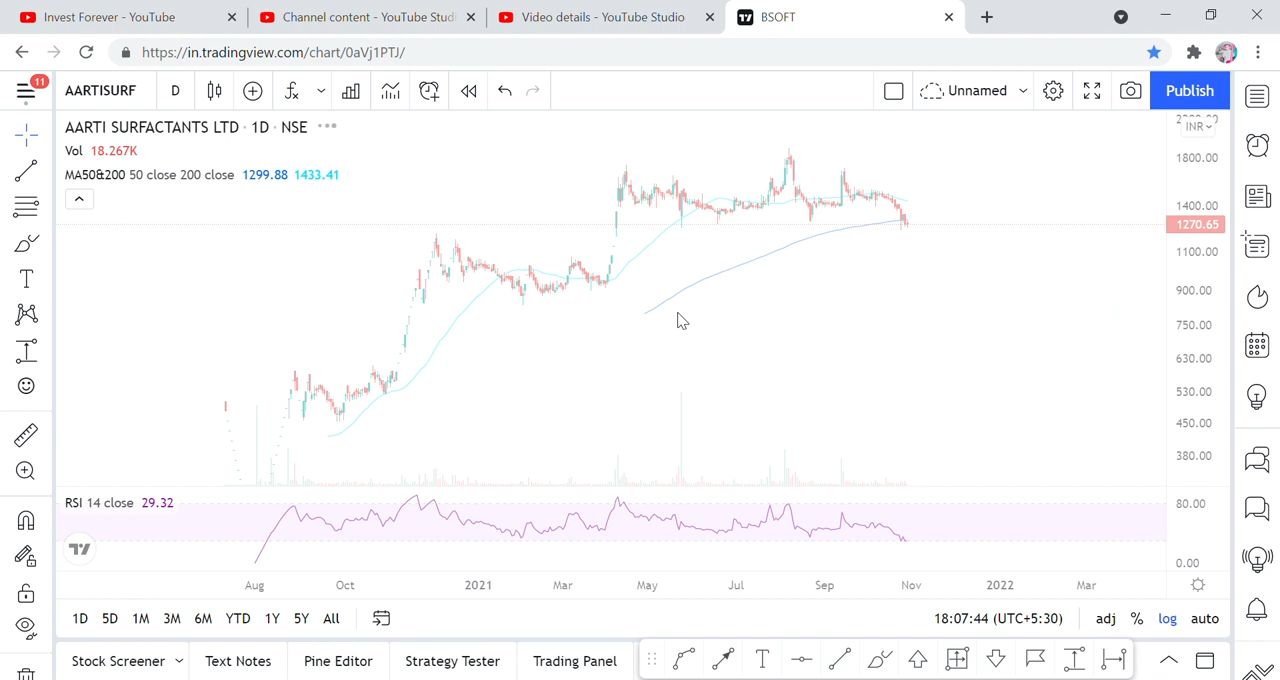 Invest Forever - YouTube
Channel content - YouTube Studi
Video details - YouTube Studio
BSOFT
https://in.tradingview.com/chart/0aVj1PTJ/
11
AARTISURF
D
Unnamed
Publish
AARTI SURFACTANTS LTD · 1D · NSE
Vol 18.267K
MA50&200 50 close 200 close 1299.88 1433.41
INR
1800.00
1400.00
1270.65
1100.00
900.00
750.00
630.00
530.00
450.00
380.00
RSI 14 close 29.32
80.00
0.00
Aug Oct 2021 Mar May Jul Sep Nov 2022 Mar
1D 5D 1M 3M 6M YTD 1Y 5Y All
18:07:44 (UTC+5:30) adj % log auto
Stock Screener Text Notes Pine Editor Strategy Tester Trading Panel